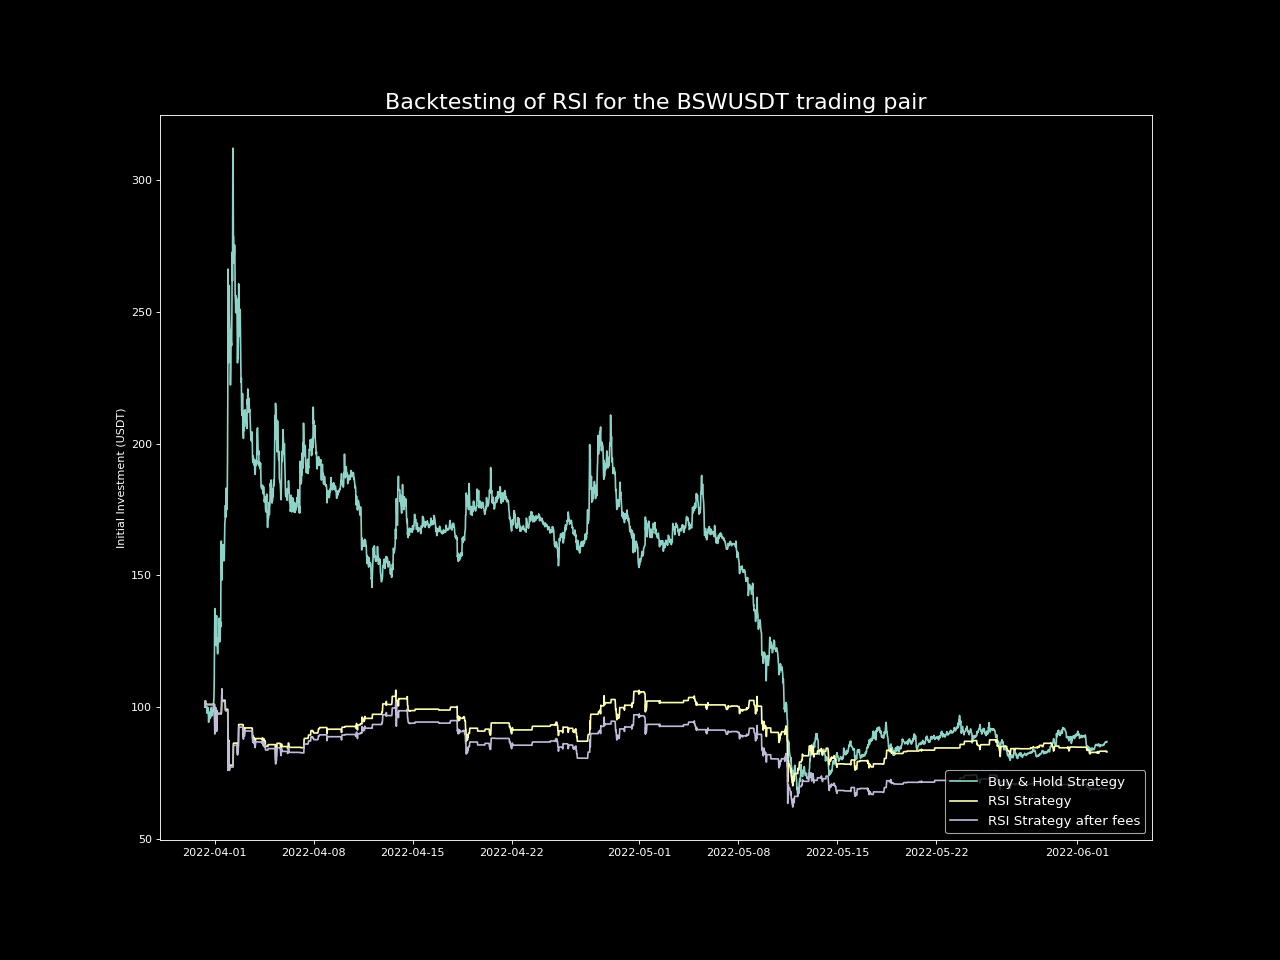 Backtesting of RSI for the BSWUSDT trading pair
Initial Investment (USDT)
300
250
200
150
100
50
2022-04-01 2022-04-08 2022-04-15 2022-04-22 2022-05-01 2022-05-08 2022-05-15 2022-05-22 2022-06-01
Buy & Hold Strategy
RSI Strategy
RSI Strategy after fees